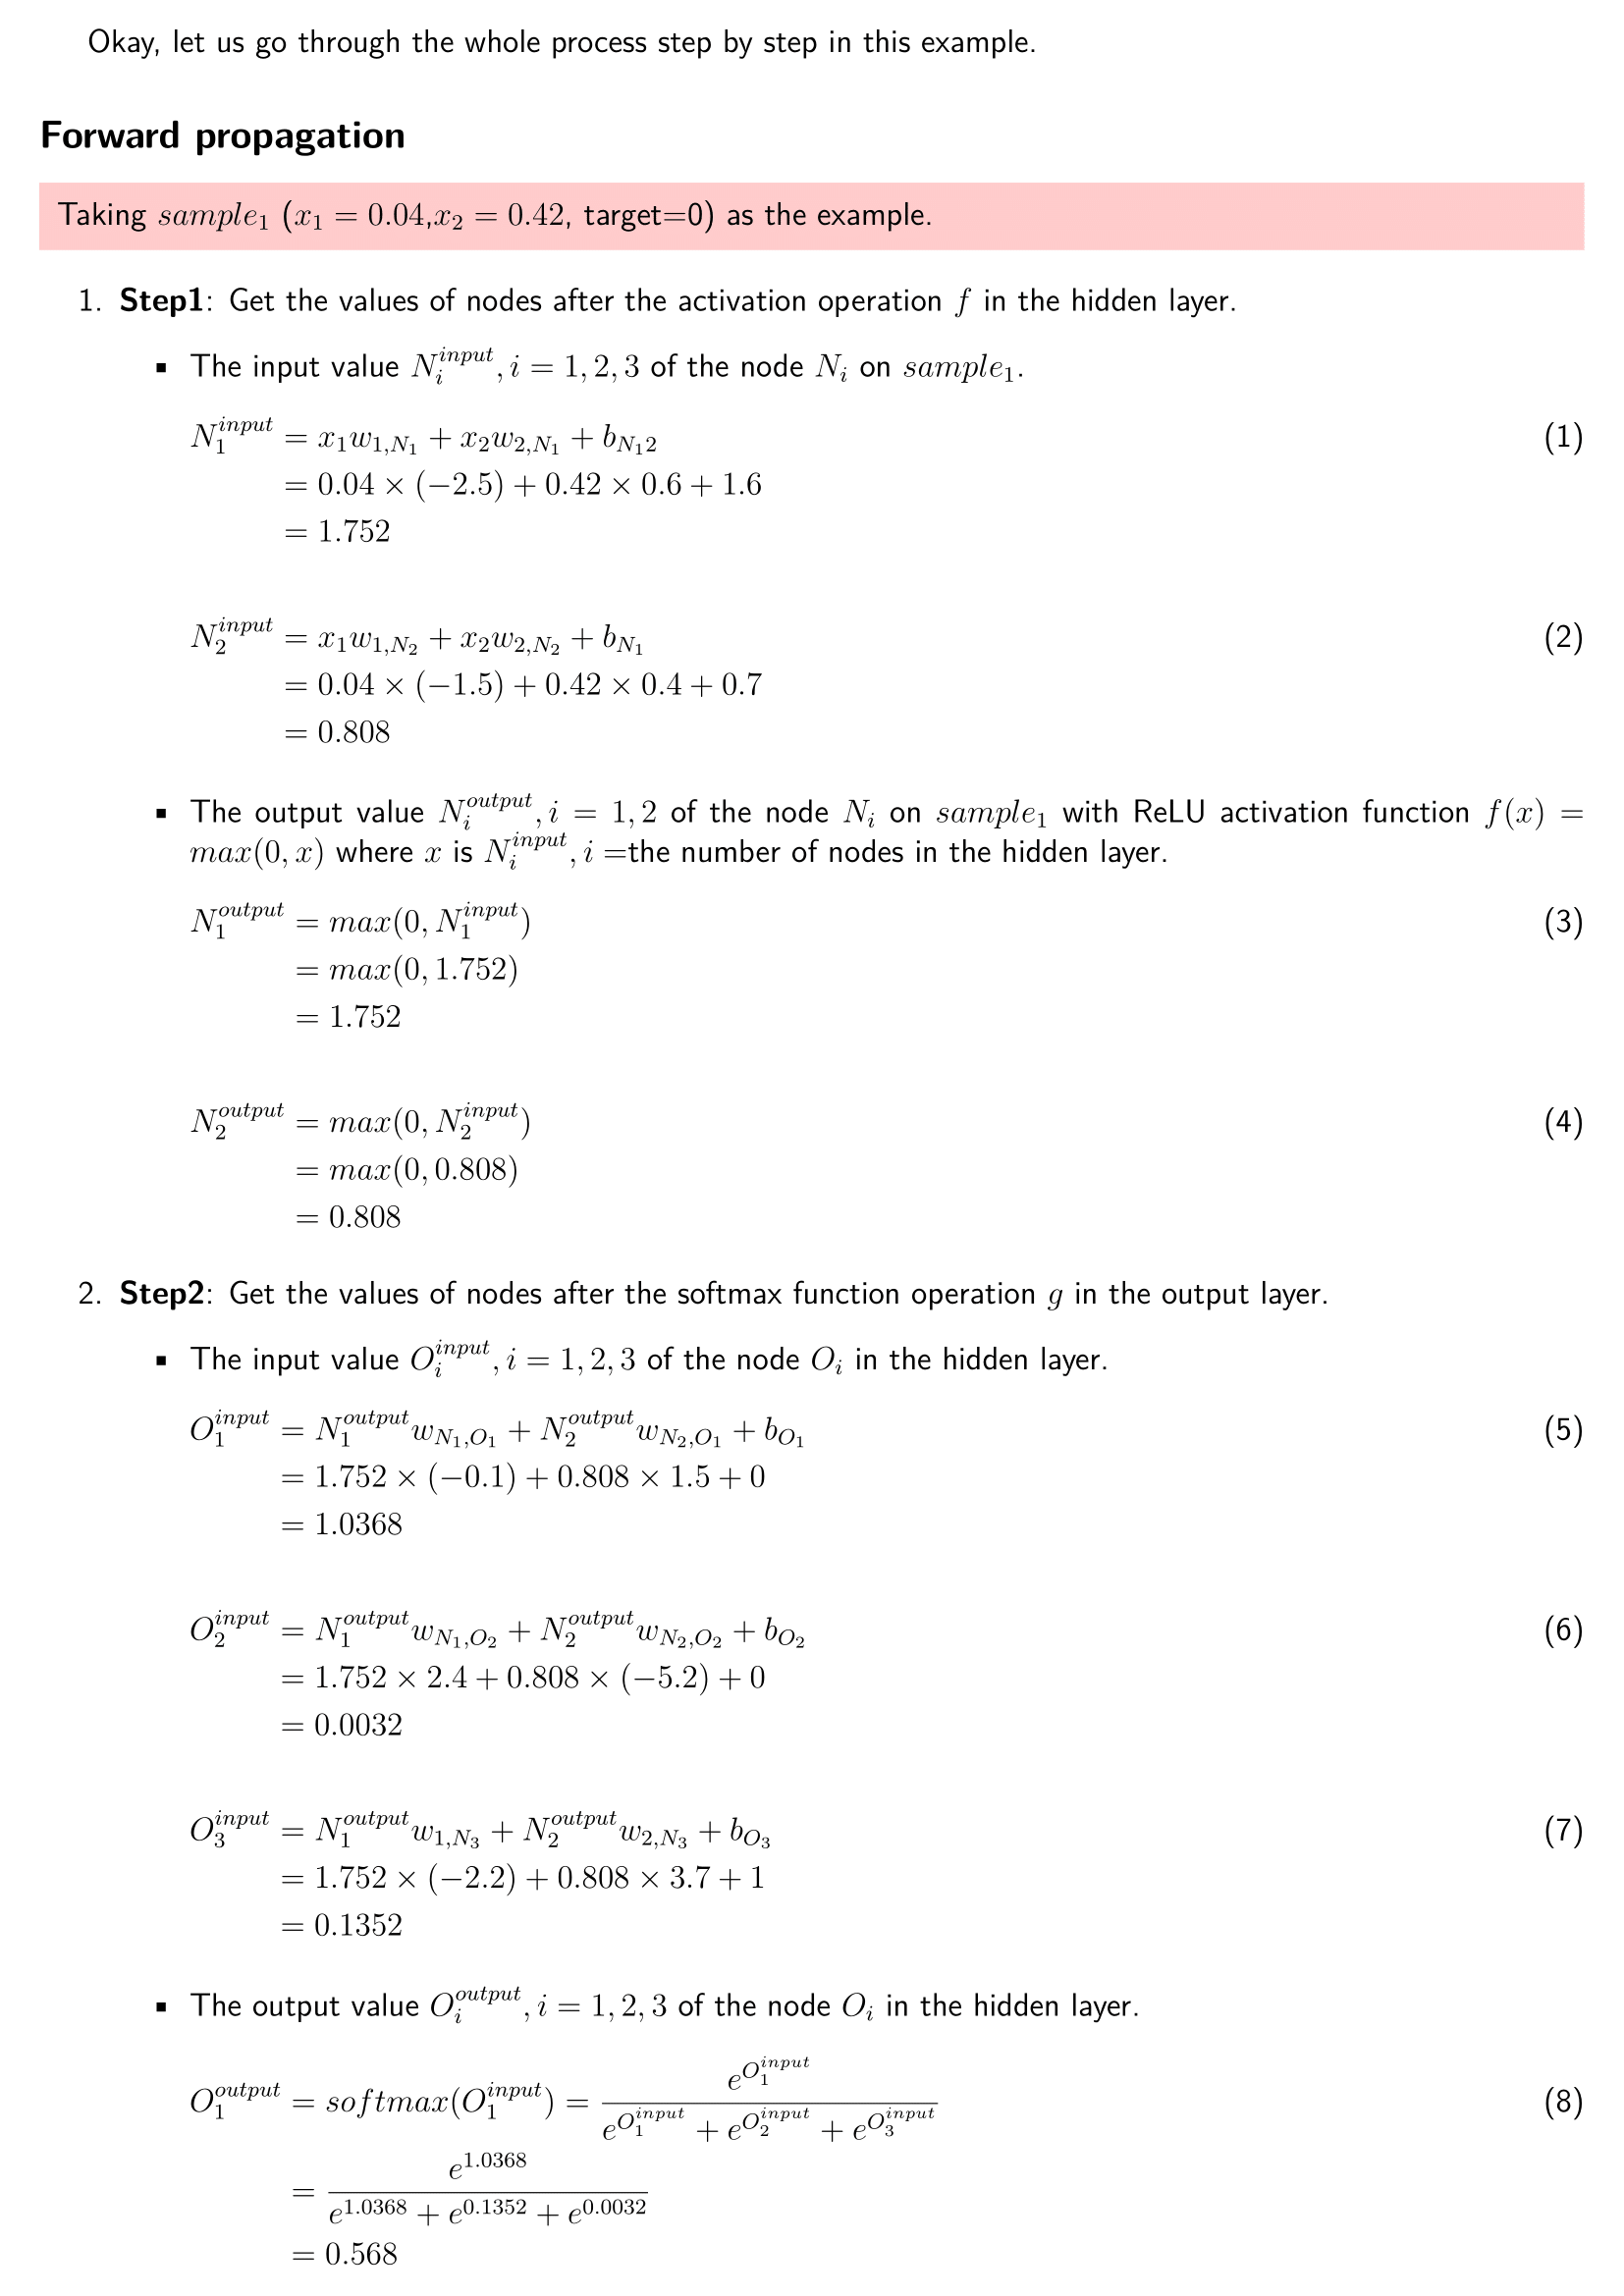 Okay, let us go through the whole process step by step in this example.
Forward propagation
Taking $sample_1$ ($x_1 = 0.04$,$x_2 = 0.42$, target=0) as the example.
1. Step1: Get the values of nodes after the activation operation $f$ in the hidden layer.
▪ The input value $N_i^{input}, i = 1, 2, 3$ of the node $N_i$ on $sample_1$.
$N_1^{input} = x_1 w_{1,N_1} + x_2 w_{2,N_1} + b_{N_1 2}$ (1)
$= 0.04 \times (-2.5) + 0.42 \times 0.6 + 1.6$
$= 1.752$
$N_2^{input} = x_1 w_{1,N_2} + x_2 w_{2,N_2} + b_{N_1}$ (2)
$= 0.04 \times (-1.5) + 0.42 \times 0.4 + 0.7$
$= 0.808$
▪ The output value $N_i^{output}, i = 1, 2$ of the node $N_i$ on $sample_1$ with ReLU activation function $f(x) =$
$max(0, x)$ where $x$ is $N_i^{input}, i =$the number of nodes in the hidden layer.
$N_1^{output} = max(0, N_1^{input})$ (3)
$= max(0, 1.752)$
$= 1.752$
$N_2^{output} = max(0, N_2^{input})$ (4)
$= max(0, 0.808)$
$= 0.808$
2. Step2: Get the values of nodes after the softmax function operation $g$ in the output layer.
▪ The input value $O_i^{input}, i = 1, 2, 3$ of the node $O_i$ in the hidden layer.
$O_1^{input} = N_1^{output} w_{N_1,O_1} + N_2^{output} w_{N_2,O_1} + b_{O_1}$ (5)
$= 1.752 \times (-0.1) + 0.808 \times 1.5 + 0$
$= 1.0368$
$O_2^{input} = N_1^{output} w_{N_1,O_2} + N_2^{output} w_{N_2,O_2} + b_{O_2}$ (6)
$= 1.752 \times 2.4 + 0.808 \times (-5.2) + 0$
$= 0.0032$
$O_3^{input} = N_1^{output} w_{1,N_3} + N_2^{output} w_{2,N_3} + b_{O_3}$ (7)
$= 1.752 \times (-2.2) + 0.808 \times 3.7 + 1$
$= 0.1352$
▪ The output value $O_i^{output}, i = 1, 2, 3$ of the node $O_i$ in the hidden layer.
$O_1^{output} = softmax(O_1^{input}) = \frac{e^{O_1^{input}}}{e^{O_1^{input}} + e^{O_2^{input}} + e^{O_3^{input}}}$ (8)
$= \frac{e^{1.0368}}{e^{1.0368} + e^{0.1352} + e^{0.0032}}$
$= 0.568$